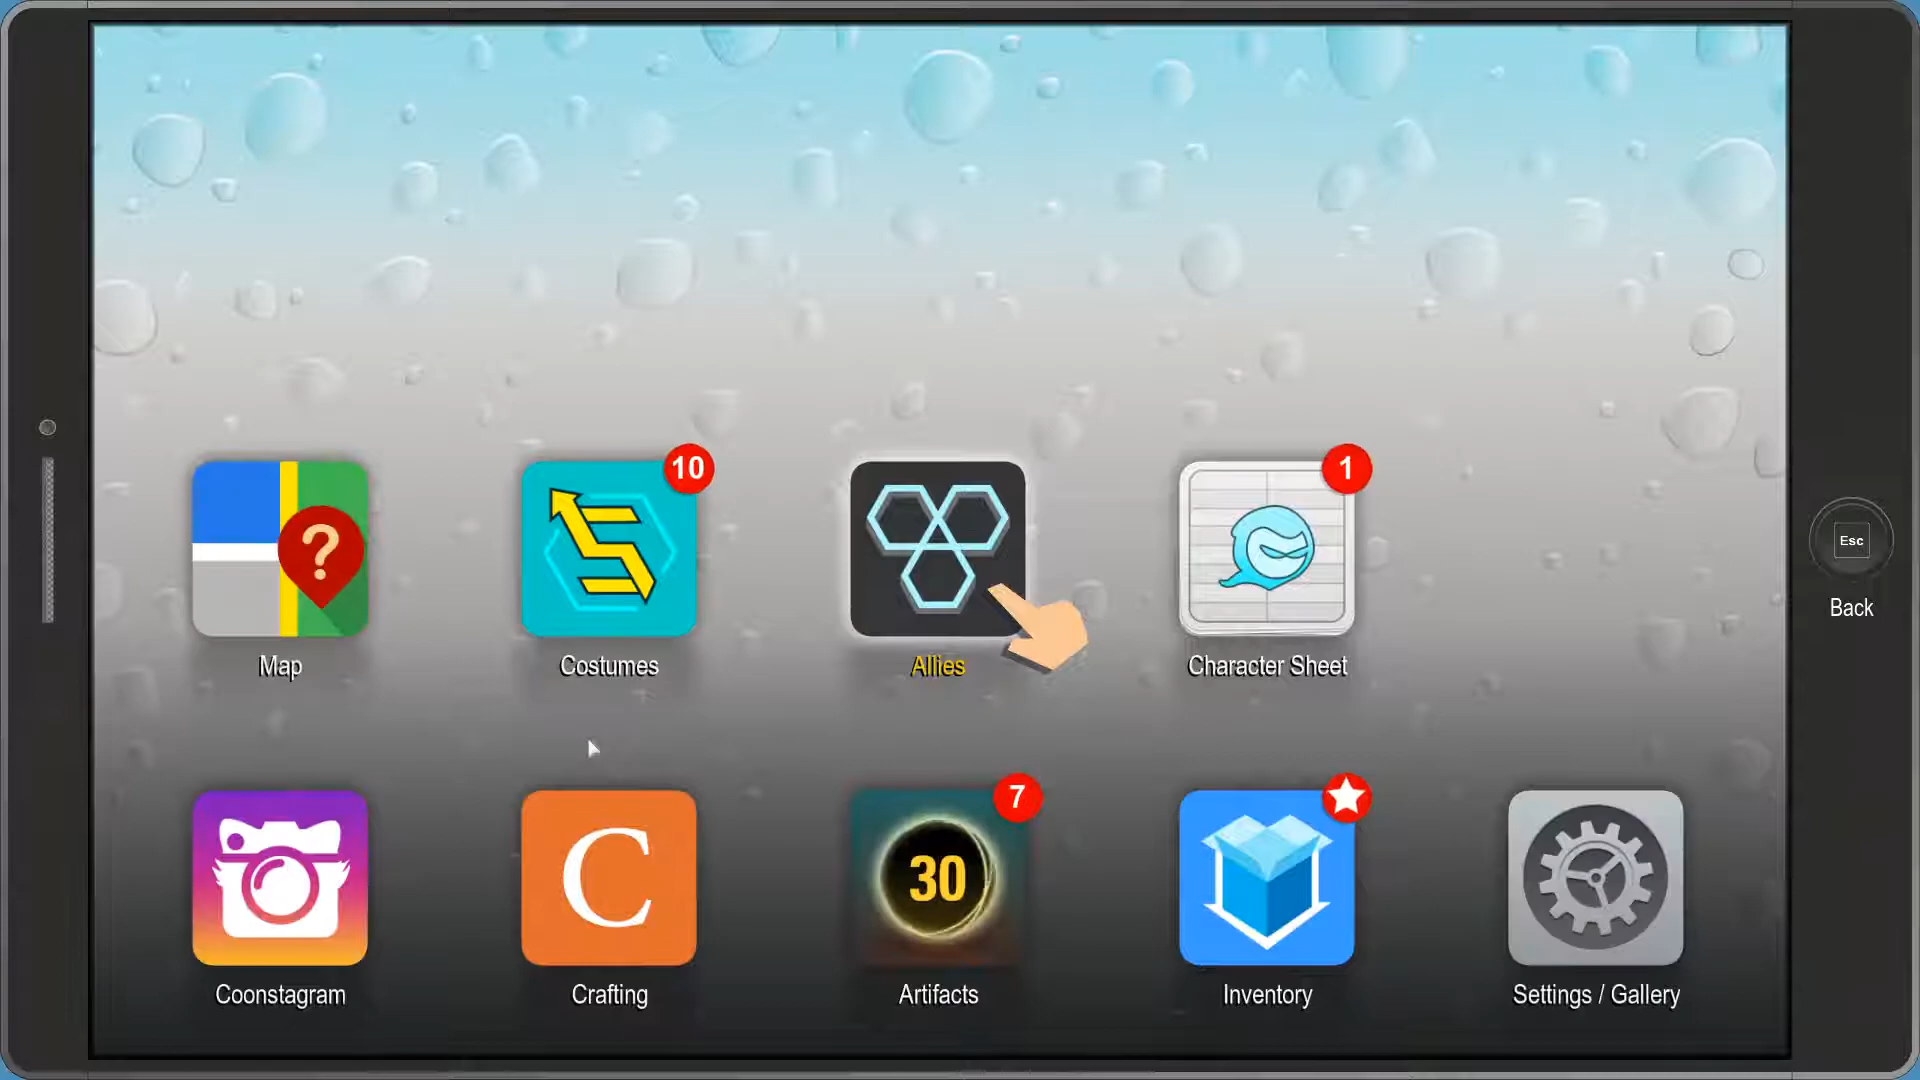 10
1
?
Esc
Map
Costumes
Allies
Character Sheet
Back
7
C
30
Coonstagram
Crafting
Artifacts
Inventory
Settings / Gallery